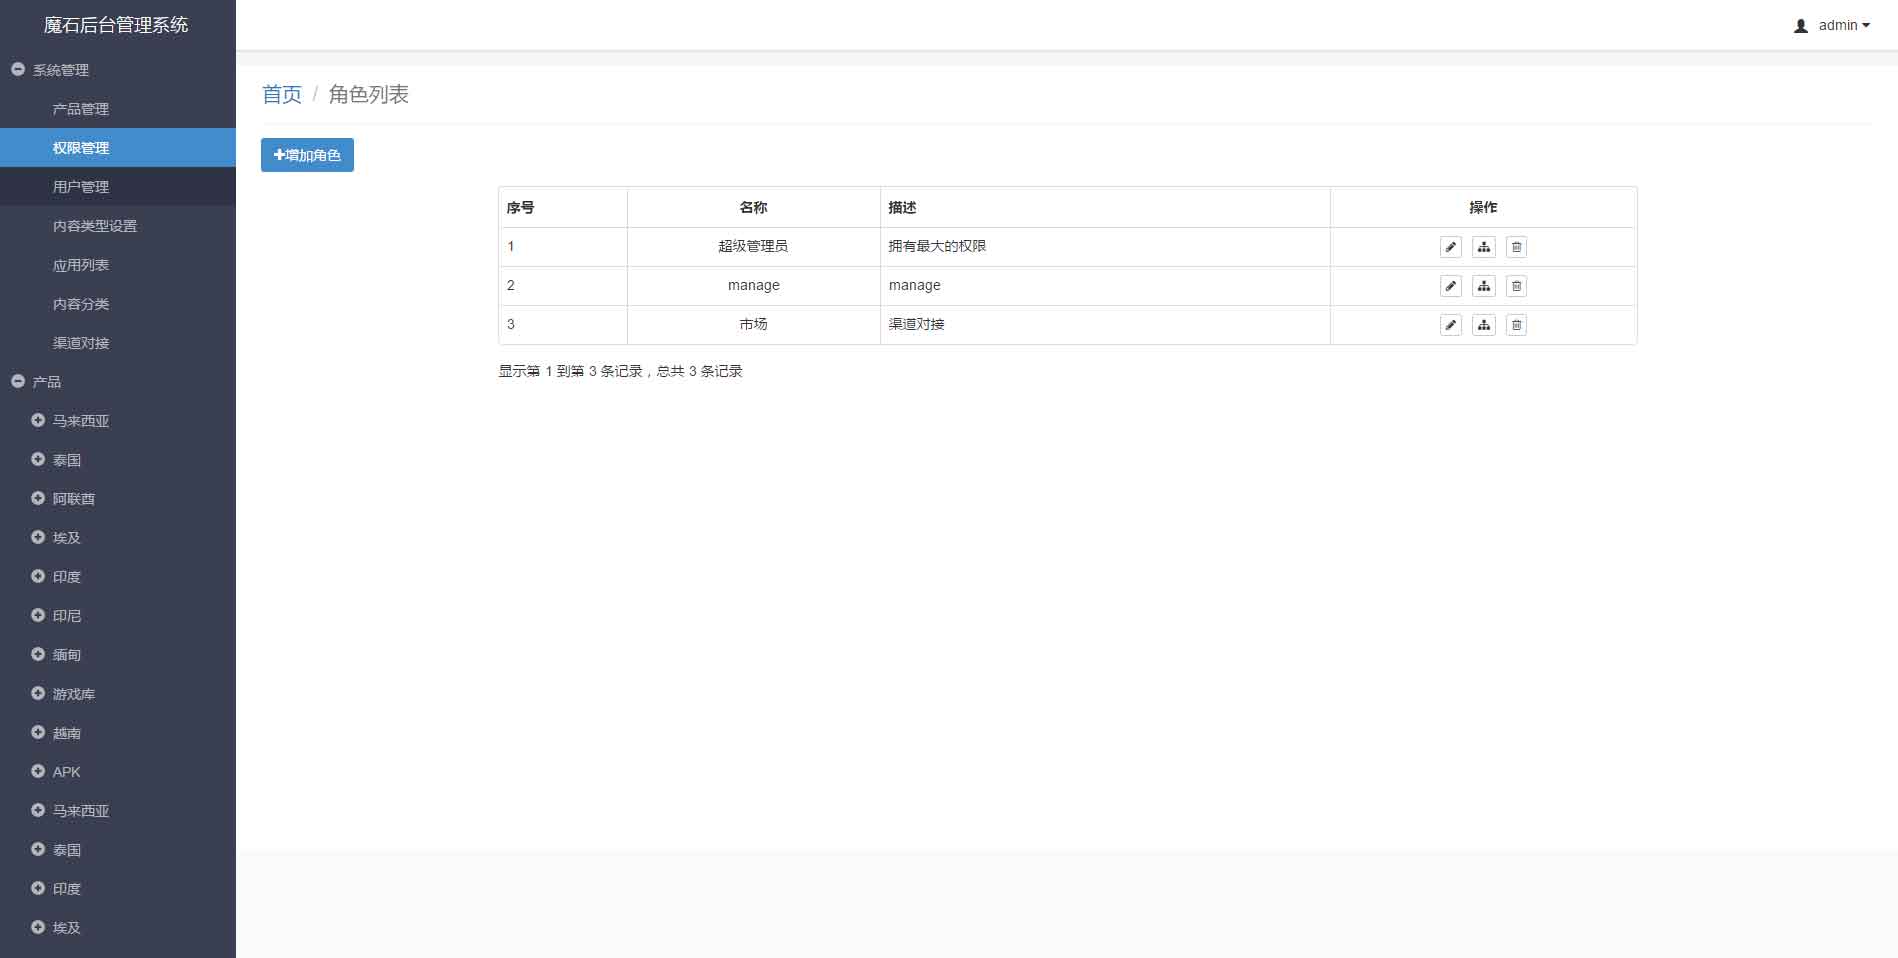 魔石后台管理系统
admin
系统管理
产品管理
权限管理
用户管理
内容类型设置
应用列表
内容分类
渠道对接
产品
马来西亚
泰国
阿联酋
埃及
印度
印尼
缅甸
游戏库
越南
APK
马来西亚
泰国
印度
埃及
首页 / 角色列表
增加角色
序号 名称 描述 操作
1 超级管理员 拥有最大的权限
2 manage manage
3 市场 渠道对接
显示第 1 到第 3 条记录，总共 3 条记录